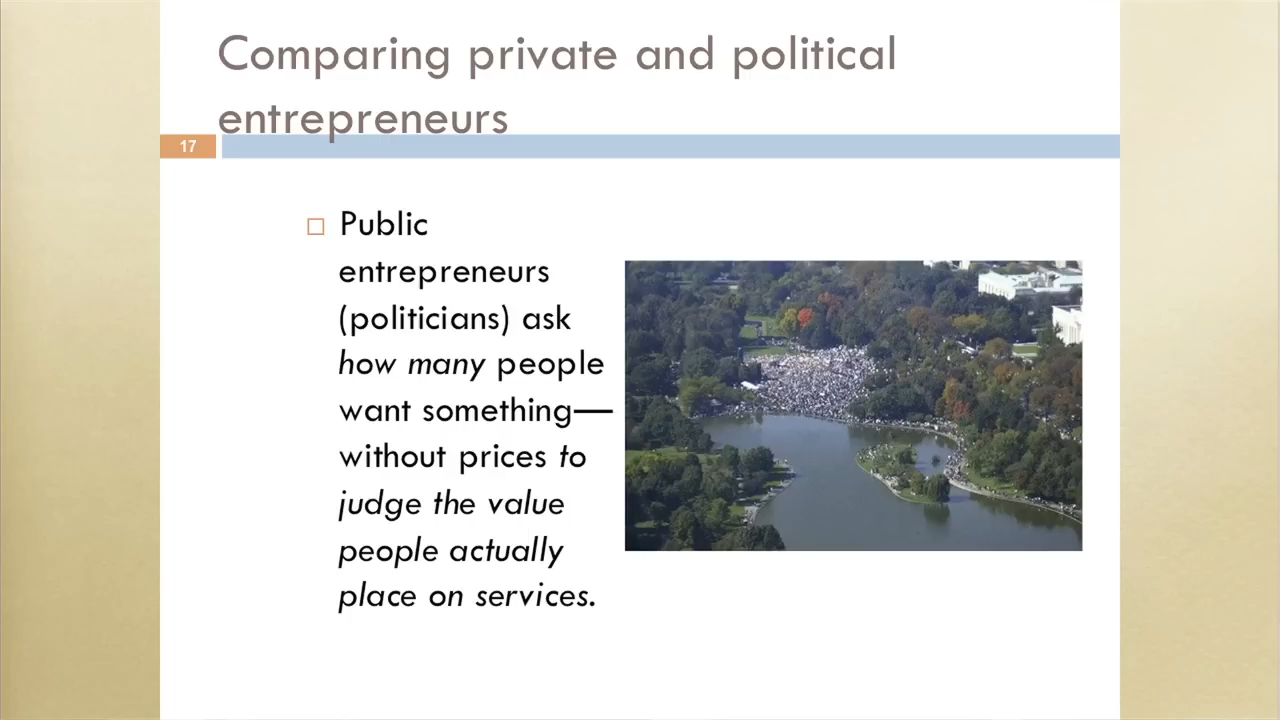 Comparing private and political
entrepreneurs
17
□ Public
entrepreneurs
(politicians) ask
how many people
want something—
without prices to
judge the value
people actually
place on services.